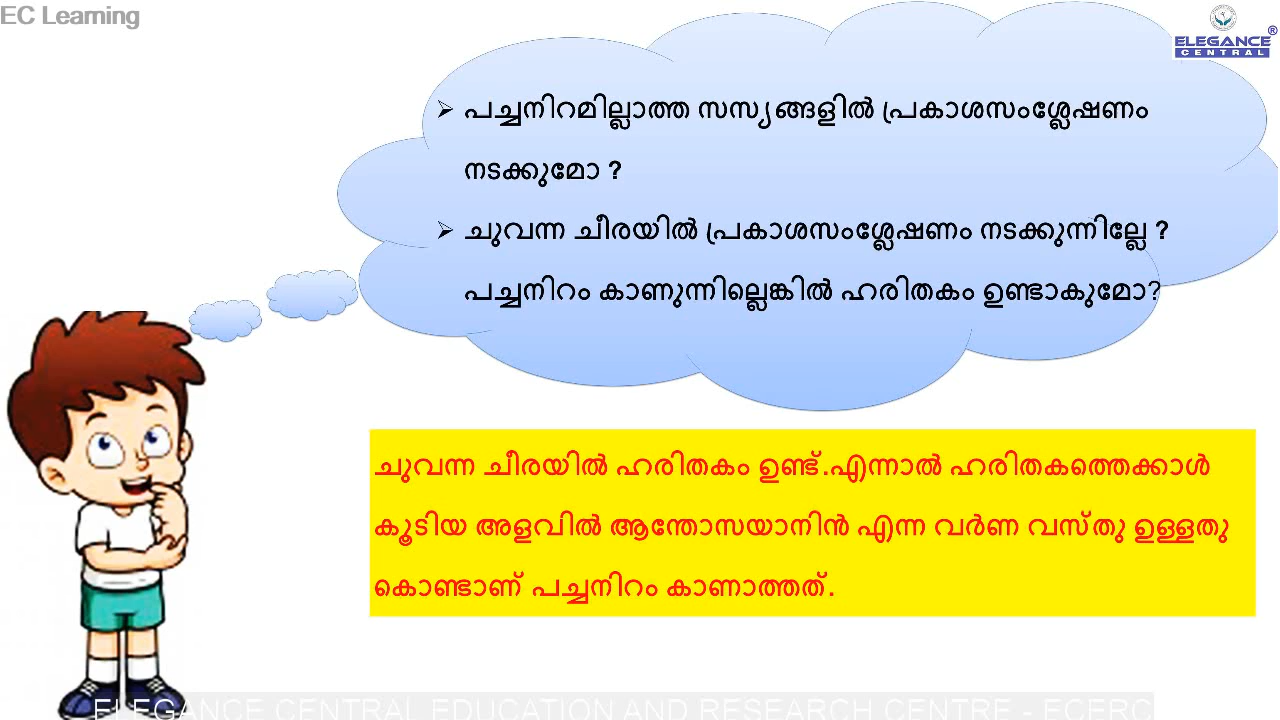 EC Learning
ELEGANCE®
CENTRAL
➢ പച്ചനിറമില്ലാത്ത സസ്യങ്ങളിൽ പ്രകാശസംശ്ലേഷണം
നടക്കുമോ ?
➢ ചുവന്ന ചീരയിൽ പ്രകാശസംശ്ലേഷണം നടക്കുന്നില്ലേ ?
പച്ചനിറം കാണുന്നില്ലെങ്കിൽ ഹരിതകം ഉണ്ടാകുമോ?
ചുവന്ന ചീരയിൽ ഹരിതകം ഉണ്ട്.എന്നാൽ ഹരിതകത്തെക്കാൾ
കൂടിയ അളവിൽ ആന്തോസയാനിൻ എന്ന വർണ വസ്തു ഉള്ളതു
കൊണ്ടാണ് പച്ചനിറം കാണാത്തത്.
ELEGANCE CENTRAL EDUCATION AND RESEARCH CENTRE - ECERC